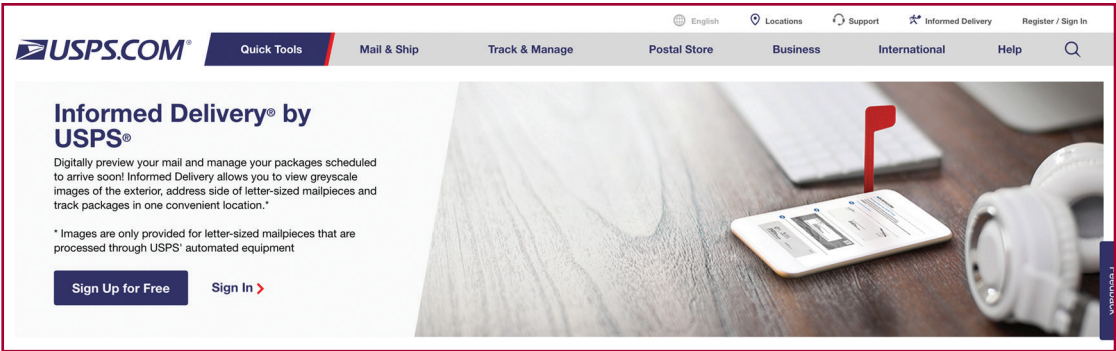 English
Locations
Support
Informed Delivery
Register / Sign In
USPS.COM®
Quick Tools
Mail & Ship
Track & Manage
Postal Store
Business
International
Help
Informed Delivery® by
USPS®
Digitally preview your mail and manage your packages scheduled
to arrive soon! Informed Delivery allows you to view greyscale
images of the exterior, address side of letter-sized mailpieces and
track packages in one convenient location.*
* Images are only provided for letter-sized mailpieces that are
processed through USPS' automated equipment
Sign Up for Free
Sign In
Feedback